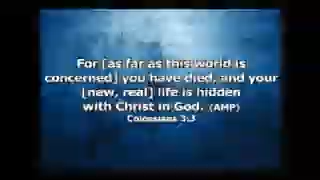 For [as far as this world is
concerned] you have died, and your
[new, real] life is hidden
with Christ in God. (AMP)
Colossians 3:3